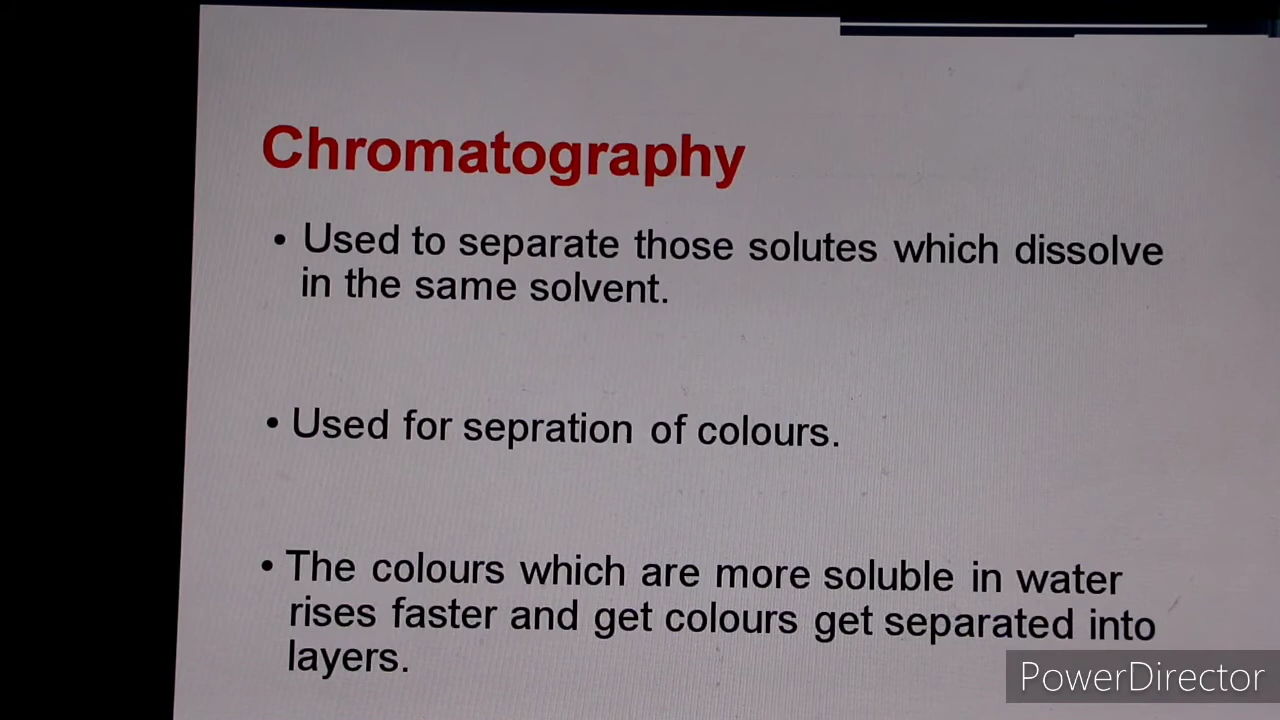 Chromatography
• Used to separate those solutes which dissolve
in the same solvent.
• Used for sepration of colours.
• The colours which are more soluble in water
rises faster and get colours get separated into
layers.
PowerDirector